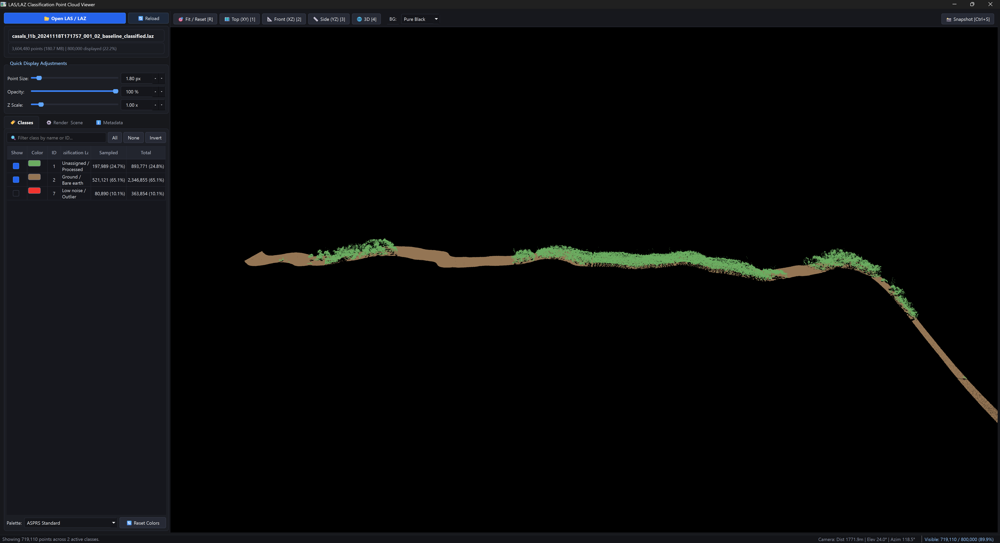 LAS/LAZ Classification Point Cloud Viewer
Open LAS / LAZ
Reload
Fit / Reset [R]
Top (XY) [1]
Front (XZ) [2]
Side (YZ) [3]
3D [4]
BG:
Pure Black
Snapshot [Ctrl+S]
casals_l1b_20241118T171757_001_02_baseline_classified.laz
3,604,480 points (180.7 MB) | 800,000 displayed (22.2%)
Quick Display Adjustments
Point Size:
1.80 px
Opacity:
100 %
Z Scale:
1.00 x
Classes
Render Scene
Metadata
Filter class by name or ID...
All
None
Invert
Show Color ID ssification La Sampled Total
1 Unassigned / Processed 197,989 (24.7%) 893,771 (24.8%)
2 Ground / Bare earth 521,121 (65.1%) 2,346,855 (65.1%)
7 Low noise / Outlier 80,890 (10.1%) 363,854 (10.1%)
Palette:
ASPRS Standard
Reset Colors
Showing 719,110 points across 2 active classes.
Camera: Dist 1771.9m | Elev 24.0° | Azim 118.5°
Visible: 719,110 / 800,000 (89.9%)